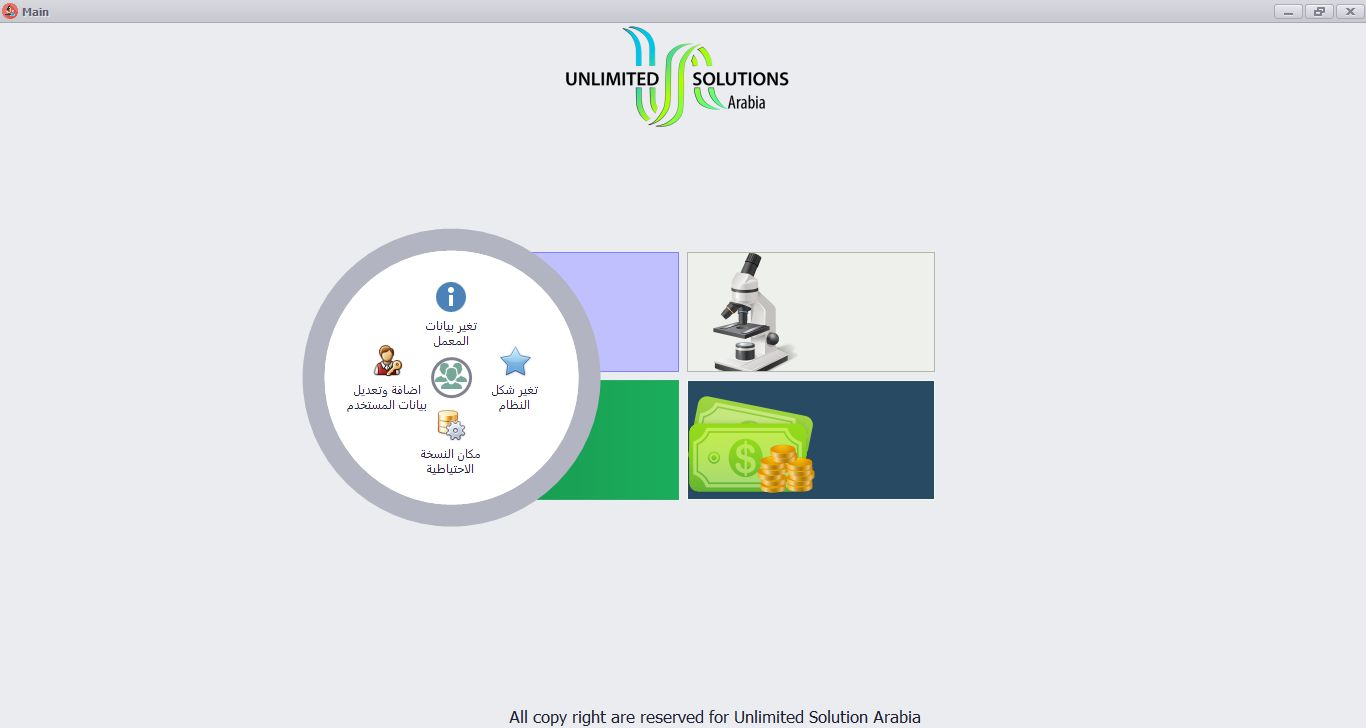 Main
UNLIMITED SOLUTIONS
Arabia
تغير بيانات
المعمل
اضافة وتعديل
بيانات المستخدم
تغير شكل
النظام
مكان النسخة
الاحتياطية
All copy right are reserved for Unlimited Solution Arabia